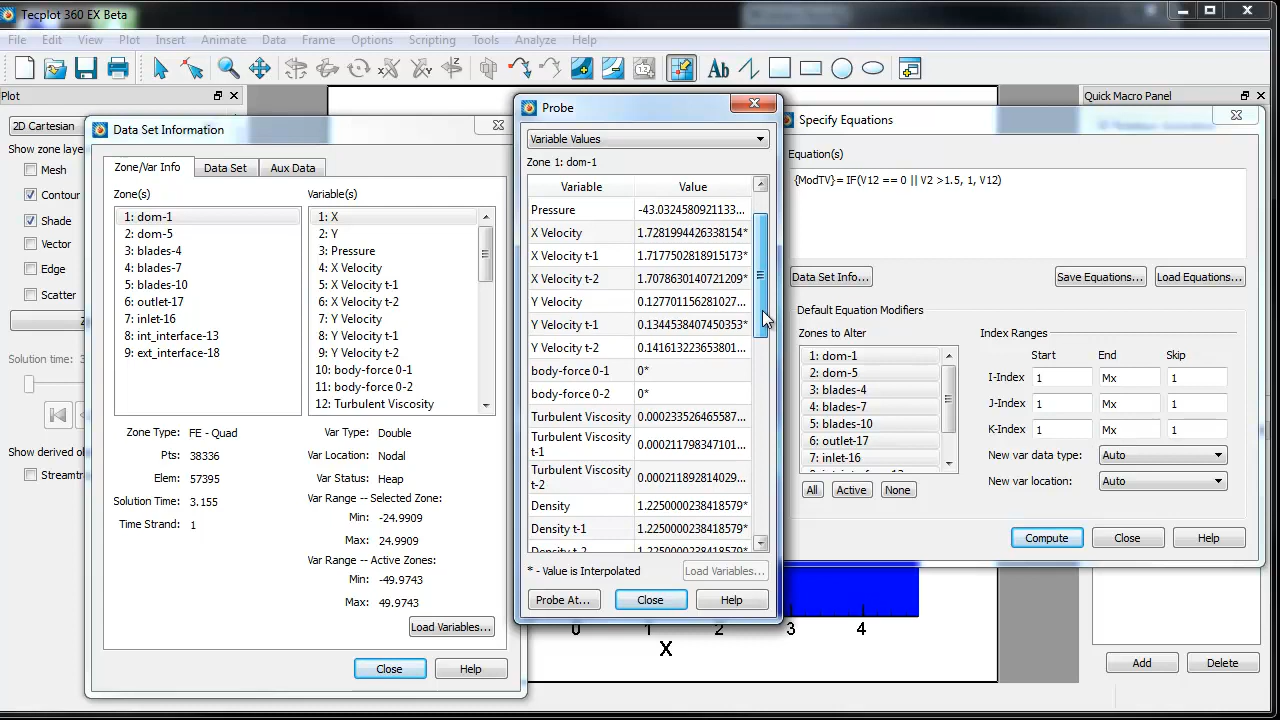 Tecplot 360 EX Beta
File Edit View Plot Insert Animate Data Frame Options Scripting Tools Analyze Help
Ab
Plot
2D Cartesian
Show zone layers
Mesh
Contour
Shade
Vector
Edge
Scatter
Z
Solution time: 3
Show derived ob
Streamtr
Data Set Information
Zone/Var Info
Data Set
Aux Data
Zone(s)
1: dom-1
2: dom-5
3: blades-4
4: blades-7
5: blades-10
6: outlet-17
7: inlet-16
8: int_interface-13
9: ext_interface-18
Variable(s)
1: X
2: Y
3: Pressure
4: X Velocity
5: X Velocity t-1
6: X Velocity t-2
7: Y Velocity
8: Y Velocity t-1
9: Y Velocity t-2
10: body-force 0-1
11: body-force 0-2
12: Turbulent Viscosity
Zone Type: FE - Quad
Pts: 38336
Elem: 57395
Solution Time: 3.155
Time Strand: 1
Var Type: Double
Var Location: Nodal
Var Status: Heap
Var Range -- Selected Zone:
Min: -24.9909
Max: 24.9909
Var Range -- Active Zones:
Min: -49.9743
Max: 49.9743
Load Variables...
Close
Help
Probe
Variable Values
Zone 1: dom-1
Variable Value
Pressure -43.0324580921133...
X Velocity 1.7281994426338154*
X Velocity t-1 1.7177502818915173*
X Velocity t-2 1.7078630140721209*
Y Velocity 0.127701156281027...
Y Velocity t-1 0.1344538407450353*
Y Velocity t-2 0.141613223653801...
body-force 0-1 0*
body-force 0-2 0*
Turbulent Viscosity 0.000233526465587...
Turbulent Viscosity t-1 0.000211798347101...
Turbulent Viscosity t-2 0.000211892814029...
Density 1.2250000238418579*
Density t-1 1.2250000238418579*
Density t-2 1.2250000238418579*
* - Value is Interpolated
Load Variables...
Probe At...
Close
Help
0 1 2 3 4
X
Quick Macro Panel
Specify Equations
Equation(s)
{ModTV}= IF(V12 == 0 || V2 >1.5, 1, V12)
Data Set Info...
Save Equations...
Load Equations...
Default Equation Modifiers
Zones to Alter
1: dom-1
2: dom-5
3: blades-4
4: blades-7
5: blades-10
6: outlet-17
7: inlet-16
All
Active
None
Index Ranges
Start End Skip
I-Index 1 Mx 1
J-Index 1 Mx 1
K-Index 1 Mx 1
New var data type: Auto
New var location: Auto
Compute
Close
Help
Add
Delete